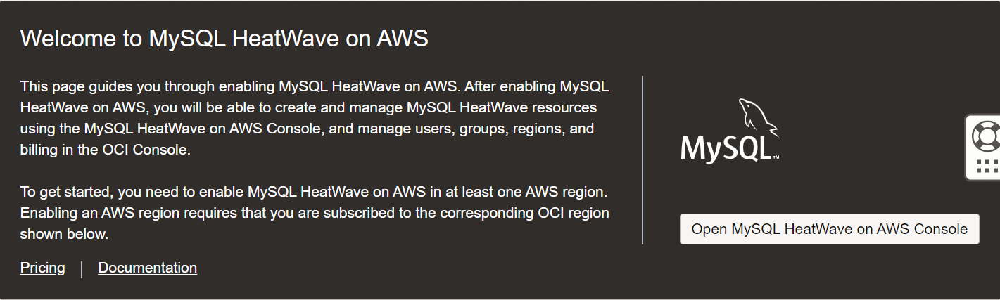 Welcome to MySQL HeatWave on AWS
This page guides you through enabling MySQL HeatWave on AWS. After enabling MySQL
HeatWave on AWS, you will be able to create and manage MySQL HeatWave resources
using the MySQL HeatWave on AWS Console, and manage users, groups, regions, and
billing in the OCI Console.
To get started, you need to enable MySQL HeatWave on AWS in at least one AWS region.
Enabling an AWS region requires that you are subscribed to the corresponding OCI region
shown below.
Pricing | Documentation
MySQL™
Open MySQL HeatWave on AWS Console